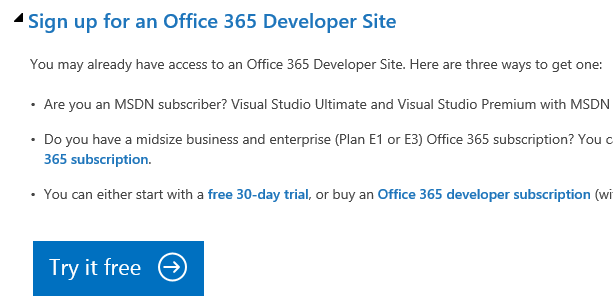 Sign up for an Office 365 Developer Site
You may already have access to an Office 365 Developer Site. Here are three ways to get one:
• Are you an MSDN subscriber? Visual Studio Ultimate and Visual Studio Premium with MSDN
• Do you have a midsize business and enterprise (Plan E1 or E3) Office 365 subscription? You c
365 subscription.
• You can either start with a free 30-day trial, or buy an Office 365 developer subscription (wi
Try it free